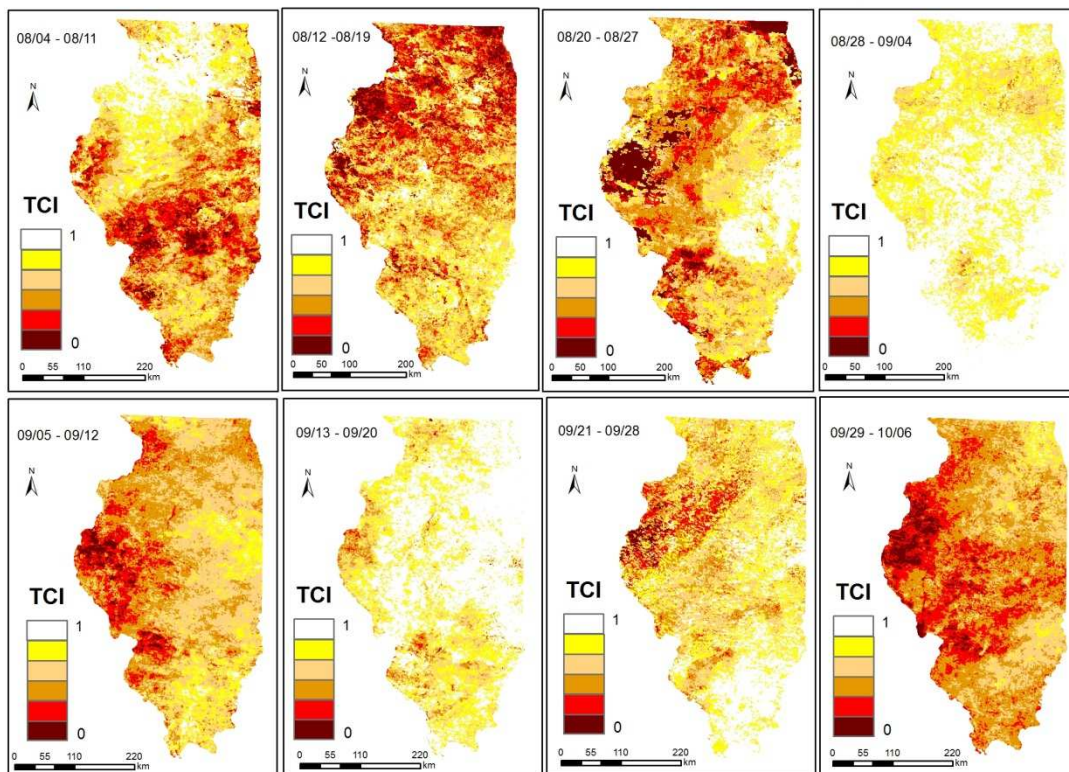 08/04 - 08/11
N
TCI
1
0
0 55 110 220
km
08/12 -08/19
N
TCI
1
0
0 50 100 200
km
08/20 - 08/27
N
TCI
1
0
0 50 100 200
km
08/28 - 09/04
N
TCI
1
0
0 50 100 200
km
09/05 - 09/12
N
TCI
1
0
0 55 110 220
km
09/13 - 09/20
N
TCI
1
0
0 55 110 220
km
09/21 - 09/28
N
TCI
1
0
0 55 110 220
km
09/29 - 10/06
N
TCI
1
0
0 55 110 220
km